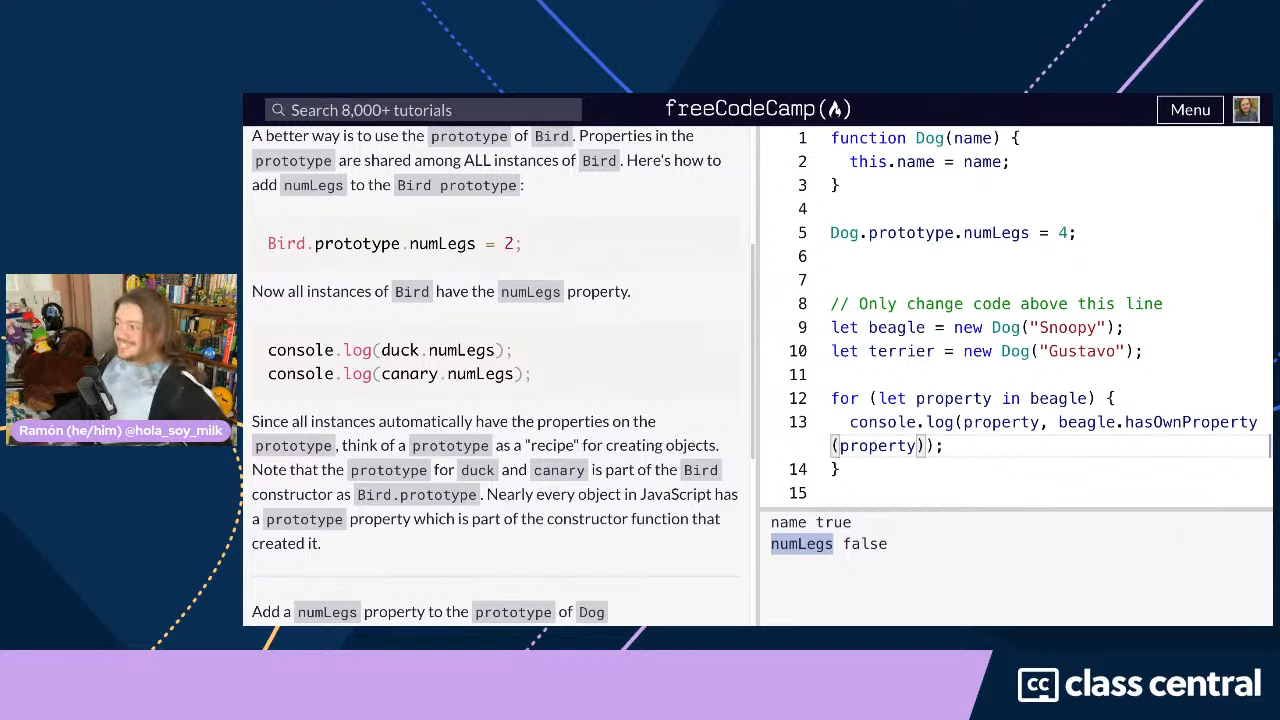 Search 8,000+ tutorials
freeCodeCamp(🔥)
Menu
A better way is to use the prototype of Bird. Properties in the
prototype are shared among ALL instances of Bird. Here's how to
add numLegs to the Bird prototype:
Bird.prototype.numLegs = 2;
Now all instances of Bird have the numLegs property.
console.log(duck.numLegs);
console.log(canary.numLegs);
Since all instances automatically have the properties on the
prototype, think of a prototype as a "recipe" for creating objects.
Note that the prototype for duck and canary is part of the Bird
constructor as Bird.prototype. Nearly every object in JavaScript has
a prototype property which is part of the constructor function that
created it.
Add a numLegs property to the prototype of Dog
1 function Dog(name) {
2 this.name = name;
3 }
4
5 Dog.prototype.numLegs = 4;
6
7
8 // Only change code above this line
9 let beagle = new Dog("Snoopy");
10 let terrier = new Dog("Gustavo");
11
12 for (let property in beagle) {
13 console.log(property, beagle.hasOwnProperty
(property));
14 }
15
name true
numLegs false
Ramón (he/him) @hola_soy_milk
cc class central